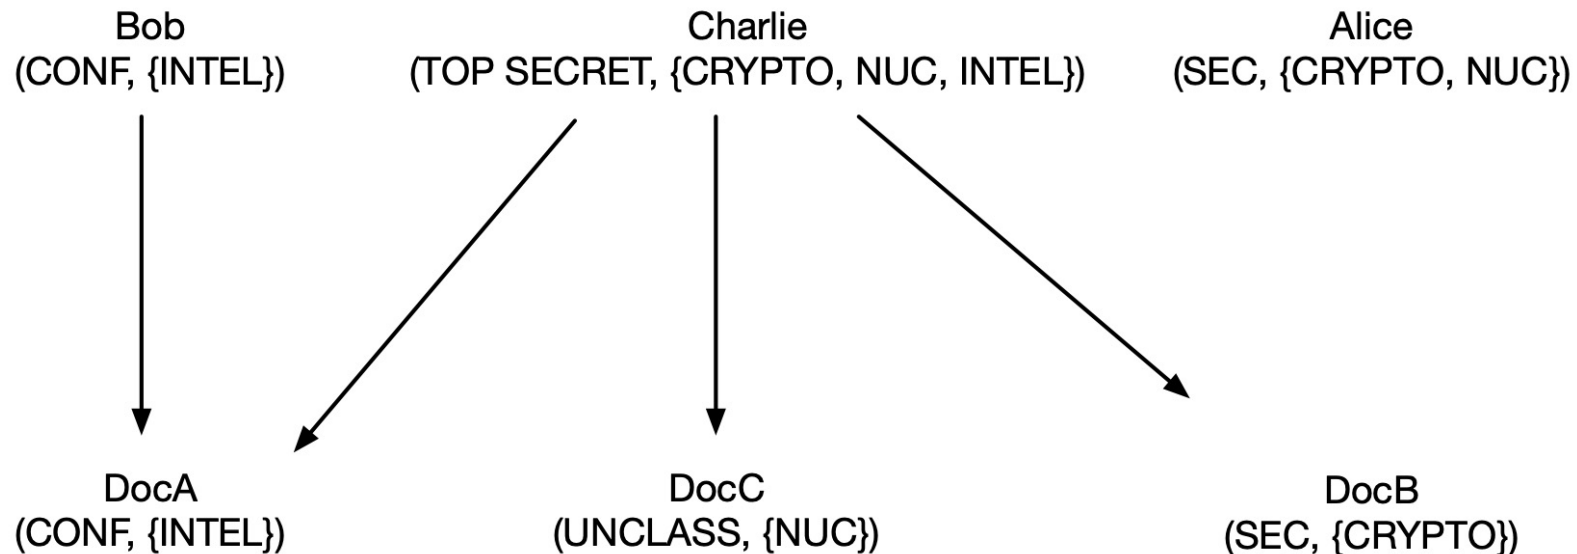 Bob
(CONF, {INTEL})
Charlie
(TOP SECRET, {CRYPTO, NUC, INTEL})
Alice
(SEC, {CRYPTO, NUC})
DocA
(CONF, {INTEL})
DocC
(UNCLASS, {NUC})
DocB
(SEC, {CRYPTO})